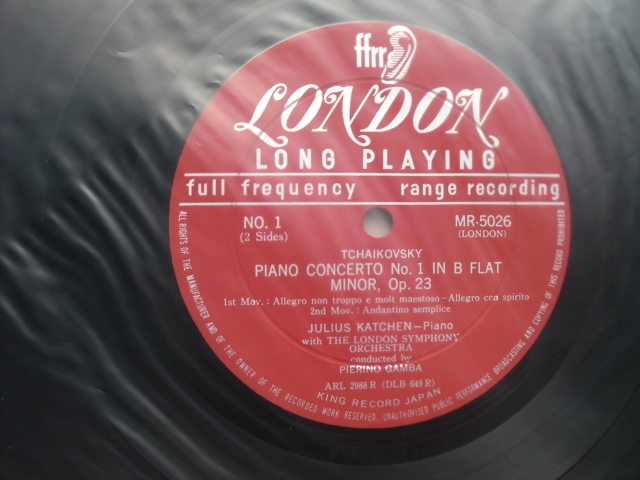 ffrr
LONDON
LONG PLAYING
full frequency range recording
NO. 1
(2 Sides)
MR-5026
(LONDON)
TCHAIKOVSKY
PIANO CONCERTO No. 1 IN B FLAT
MINOR, Op. 23
1st Mov. : Allegro non troppo e molt maestoso-Allegro con spirito
2nd Mov. : Andantino semplice
JULIUS KATCHEN-Piano
with THE LONDON SYMPHONY
ORCHESTRA
conducted by
PIERINO GAMBA
ARL 2988 R (DLB 649 R)
KING RECORD JAPAN
ALL RIGHTS OF THE MANUFACTURER AND OF THE OWNER OF THE RECORDED WORK RESERVED. UNAUTHORISED PUBLIC PERFORMANCE BROADCASTING AND COPYING OF THIS RECORD PROHIBITED